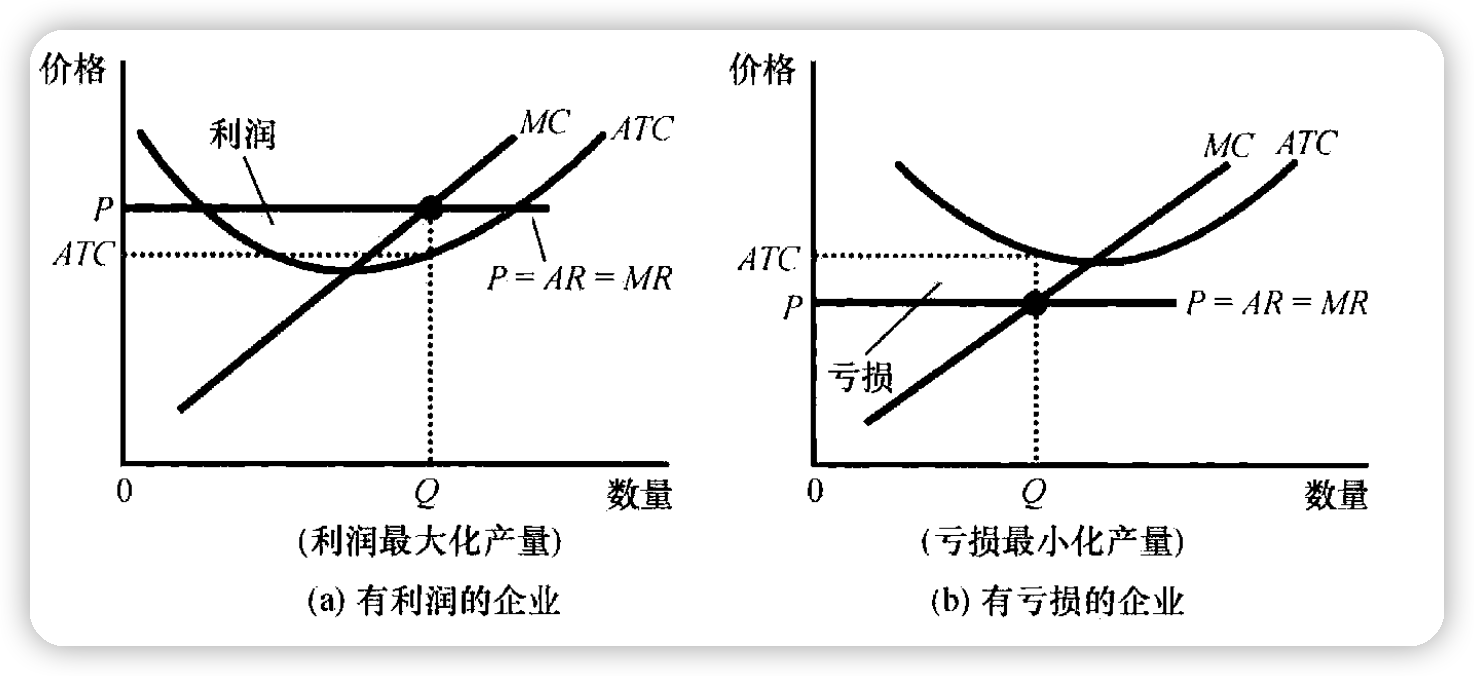 价格
利润
MC
ATC
P
ATC
P = AR = MR
0
Q
数量
(利润最大化产量)
(a) 有利润的企业
价格
MC
ATC
ATC
P
P = AR = MR
亏损
0
Q
数量
(亏损最小化产量)
(b) 有亏损的企业